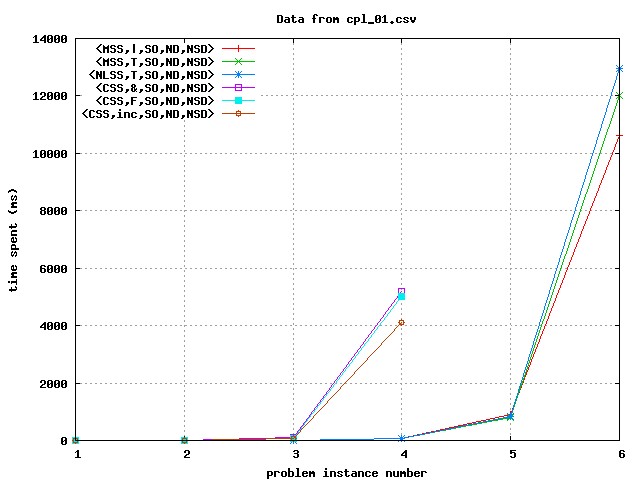 Data from cpl_01.csv
14000
12000
10000
8000
6000
4000
2000
0
time spent (ms)
<MSS,|,SO,ND,NSD>
<MSS,T,SO,ND,NSD>
<NLSS,T,SO,ND,NSD>
<CSS,&,SO,ND,NSD>
<CSS,F,SO,ND,NSD>
<CSS,inc,SO,ND,NSD>
1 2 3 4 5 6
problem instance number